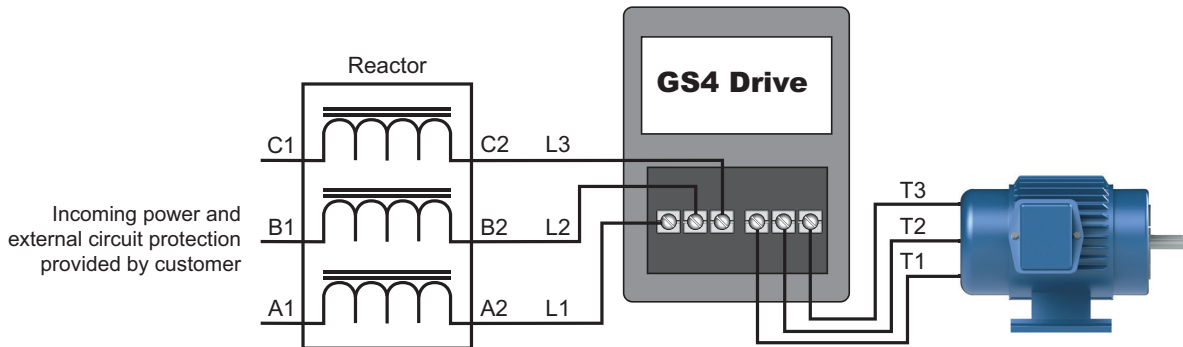 Reactor
GS4 Drive
C1 C2 L3
T3
Incoming power and
external circuit protection
provided by customer
B1 B2 L2
T2
T1
A1 A2 L1